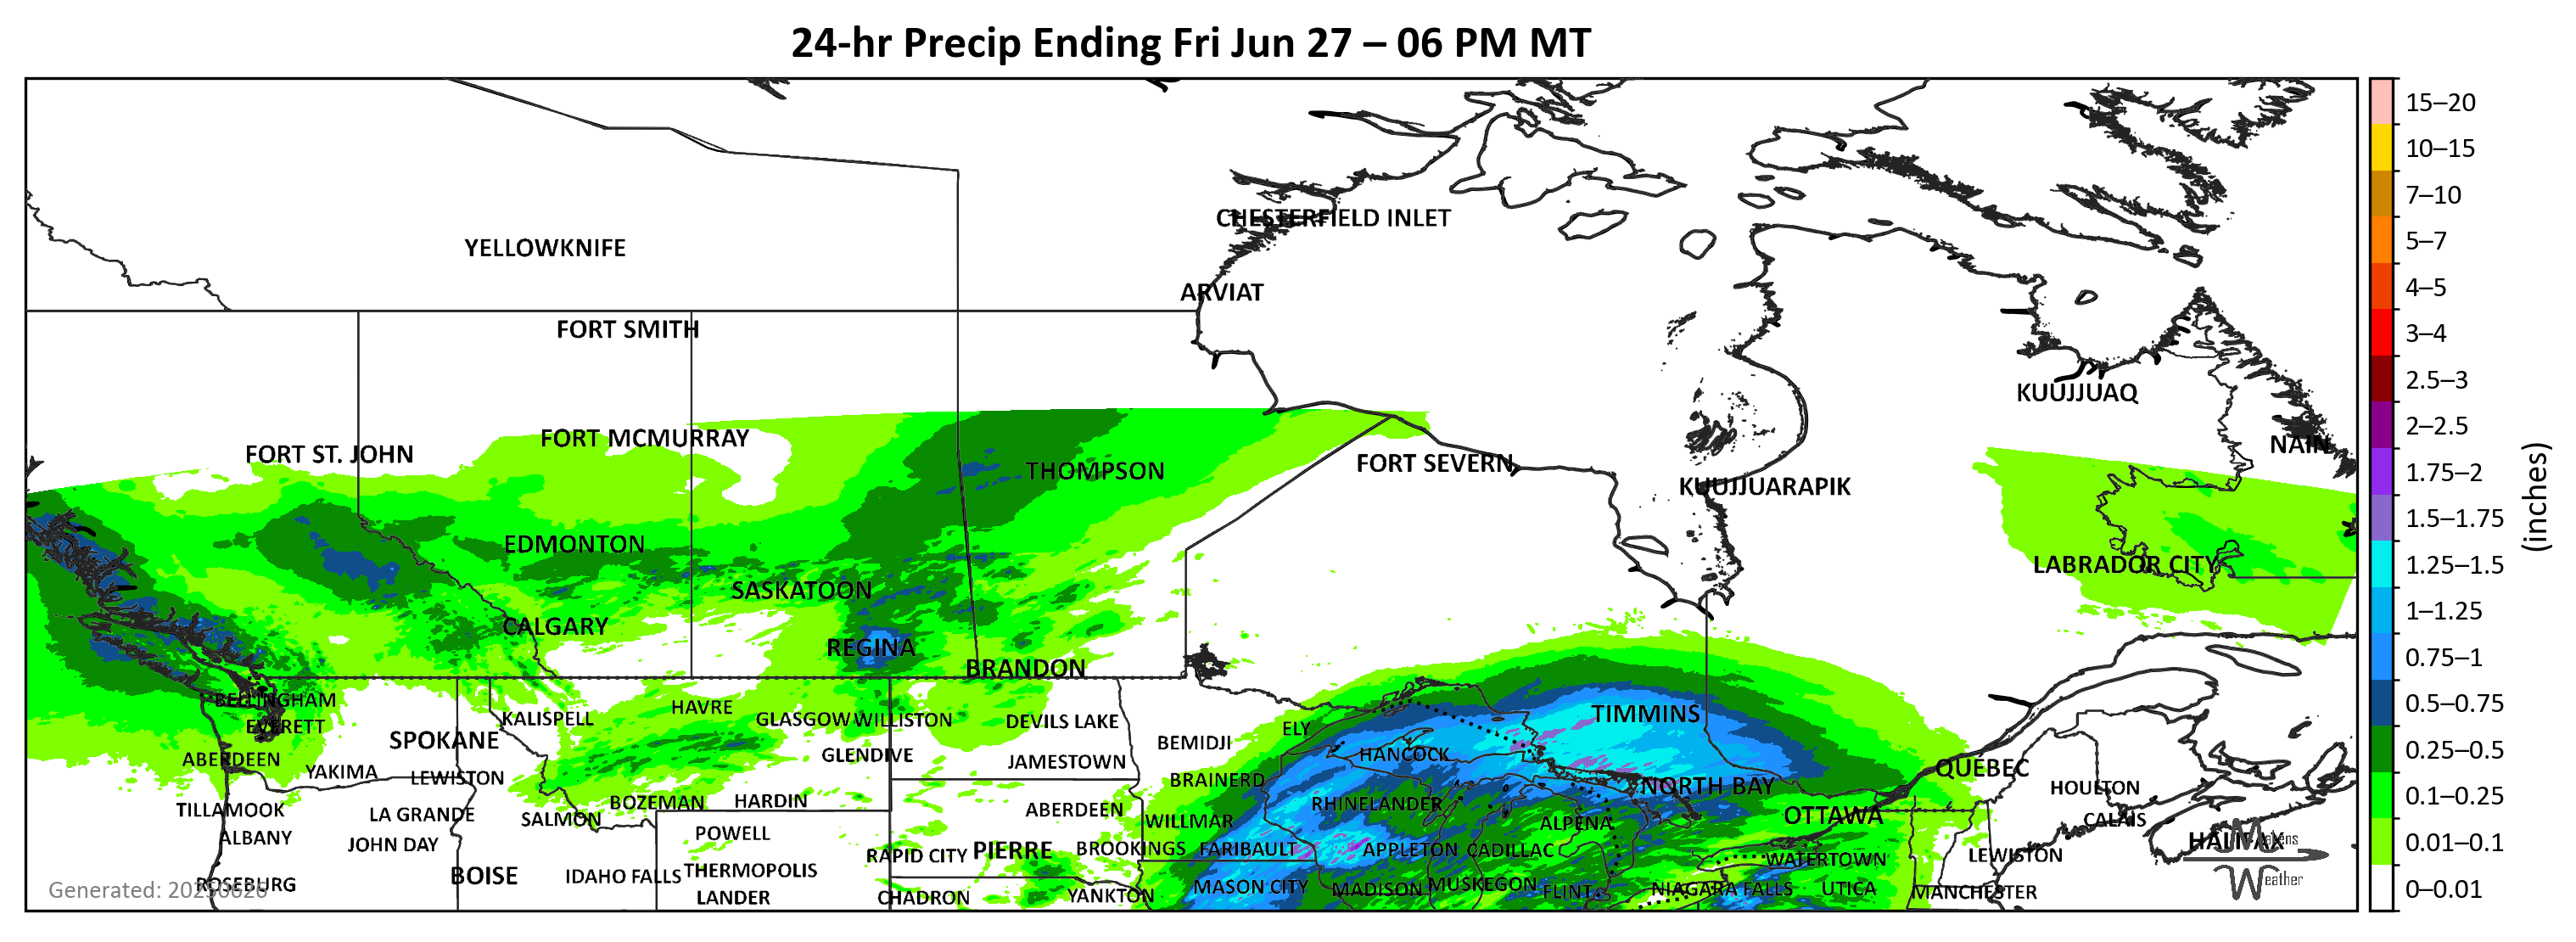 24-hr Precip Ending Fri Jun 27 – 06 PM MT
CHESTERFIELD INLET
YELLOWKNIFE
ARVIAT
FORT SMITH
KUUJJUAQ
FORT MCMURRAY
NAIN
FORT ST. JOHN
FORT SEVERN
THOMPSON
KUUJJUARAPIK
EDMONTON
LABRADOR CITY
SASKATOON
CALGARY
REGINA
BRANDON
BELLINGHAM
HAVRE
TIMMINS
KALISPELL
GLASGOW
WILLISTON
DEVILS LAKE
EVERETT
ELY
SPOKANE
BEMIDJI
GLENDIVE
HANCOCK
ABERDEEN
JAMESTOWN
QUÉBEC
YAKIMA
LEWISTON
BRAINERD
NORTH BAY
HOULTON
BOZEMAN
HARDIN
RHINELANDER
TILLAMOOK
LA GRANDE
SALMON
ABERDEEN
WILLMAR
ALPENA
OTTAWA
CALAIS
ALBANY
JOHN DAY
POWELL
HALIFAX
RAPID CITY
PIERRE
BROOKINGS
FARIBAULT
APPLETON
CADILLAC
WATERTOWN
LEWISTON
BOISE
IDAHO FALLS
THERMOPOLIS
ROSEBURG
MASON CITY
MADISON
MUSKEGON
FLINT
NIAGARA FALLS
UTICA
MANCHESTER
LANDER
CHADRON
YANKTON
Generated: 20250626
Weather
15–20
10–15
7–10
5–7
4–5
3–4
2.5–3
2–2.5
1.75–2
1.5–1.75
1.25–1.5
1–1.25
0.75–1
0.5–0.75
0.25–0.5
0.1–0.25
0.01–0.1
0–0.01
(inches)